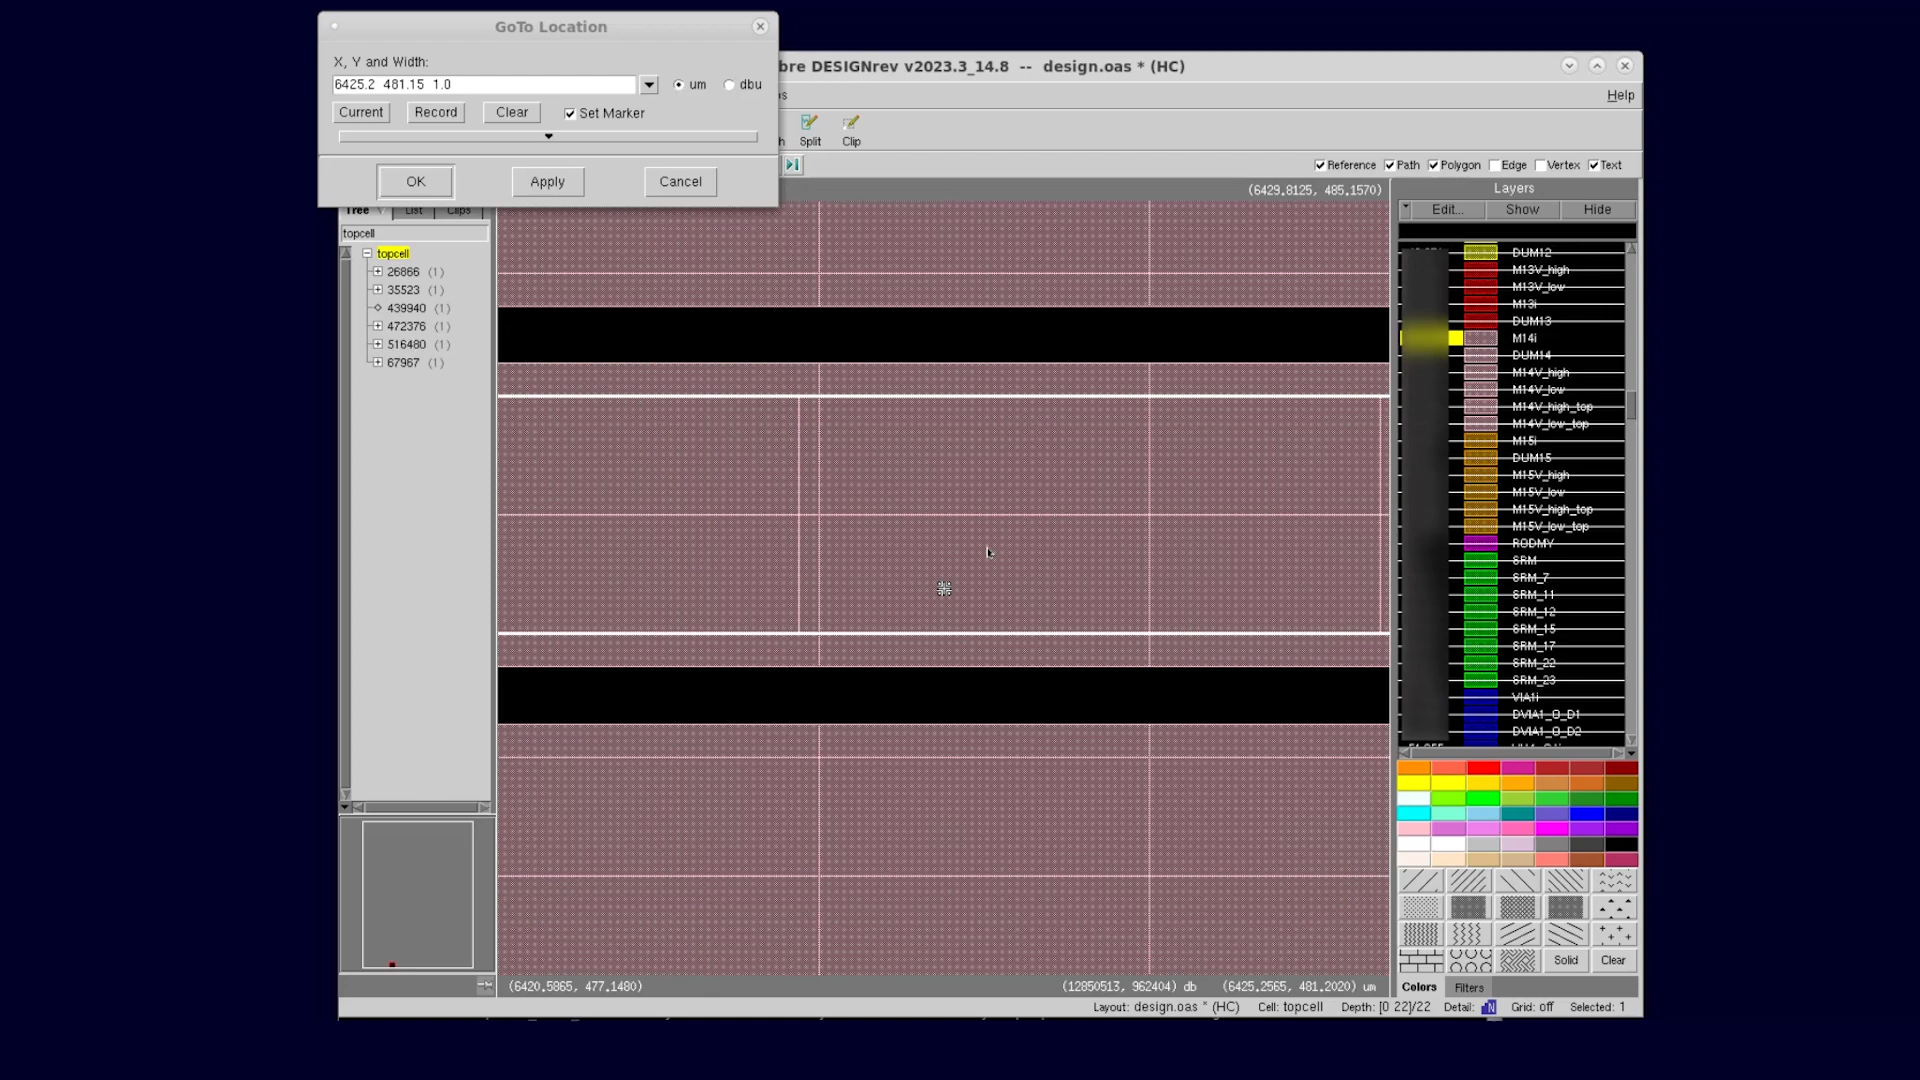 GoTo Location
X, Y and Width:
6425.2 481.15 1.0
um
dbu
Current
Record
Clear
Set Marker
OK
Apply
Cancel
bre DESIGNrev v2023.3_14.8 -- design.oas * (HC)
Help
Split
Clip
Reference
Path
Polygon
Edge
Vertex
Text
(6429.8125, 485.1570)
Tree
List
Clips
topcell
topcell
26866 (1)
35523 (1)
439940 (1)
472376 (1)
516480 (1)
67967 (1)
Layers
Edit...
Show
Hide
DUM12
M13V_high
M13V_low
M13i
DUM13
M14i
DUM14
M14V_high
M14V_low
M14V_high_top
M14V_low_top
M15i
DUM15
M15V_high
M15V_low
M15V_high_top
M15V_low_top
RODMY
SRM
SRM_7
SRM_11
SRM_12
SRM_15
SRM_17
SRM_22
SRM_23
VIA1i
DVIA1_O_D1
DVIA1_O_D2
Solid
Clear
Colors
Filters
(6420.5865, 477.1480)
(12850513, 962404) db
(6425.2565, 481.2020) um
Layout: design.oas * (HC)
Cell: topcell
Depth: [0 22]/22
Detail:
Grid: off
Selected: 1